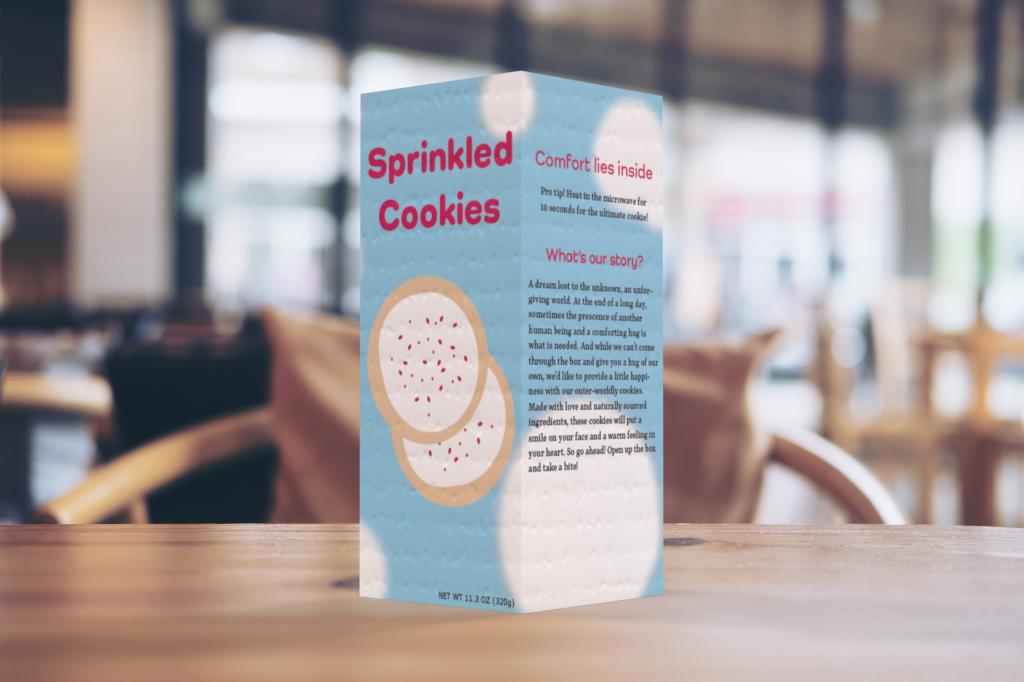 Sprinkled
Cookies
NET WT 11.3 OZ (320g)
Comfort lies inside
Pro tip! Heat in the microwave for
10 seconds for the ultimate cookie!
What's our story?
A dream lost to the unknown, an unfor-
giving world. At the end of a long day,
sometimes the prescence of another
human being and a comforting hug is
what is needed. And while we can't come
through the box and give you a hug of our
own, we'd like to provide a little happi-
ness with our outer-worldly cookies.
Made with love and naturally sourced
ingredients, these cookies will put a
smile on your face and a warm feeling in
your heart. So go ahead! Open up the box
and take a bite!